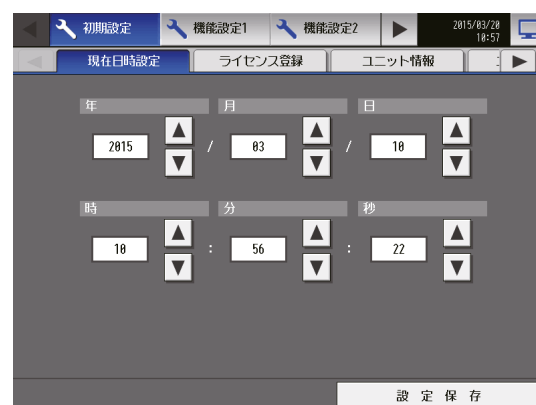 初期設定 機能設定1 機能設定2 2015/03/20
10:57
現在日時設定 ライセンス登録 ユニット情報
年 月 日
2015 / 03 / 10
時 分 秒
10 : 56 : 22
設定保存